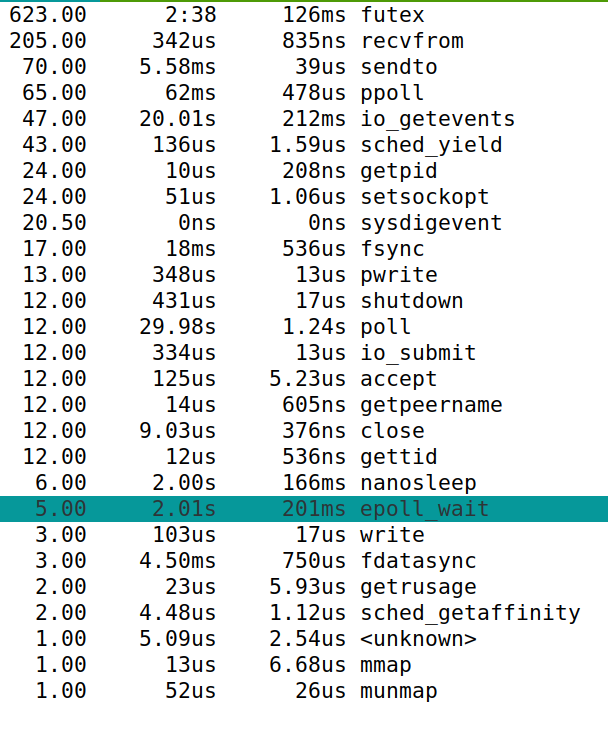 623.00 2:38 126ms futex
205.00 342us 835ns recvfrom
70.00 5.58ms 39us sendto
65.00 62ms 478us ppoll
47.00 20.01s 212ms io_getevents
43.00 136us 1.59us sched_yield
24.00 10us 208ns getpid
24.00 51us 1.06us setsockopt
20.50 0ns 0ns sysdigevent
17.00 18ms 536us fsync
13.00 348us 13us pwrite
12.00 431us 17us shutdown
12.00 29.98s 1.24s poll
12.00 334us 13us io_submit
12.00 125us 5.23us accept
12.00 14us 605ns getpeername
12.00 9.03us 376ns close
12.00 12us 536ns gettid
6.00 2.00s 166ms nanosleep
5.00 2.01s 201ms epoll_wait
3.00 103us 17us write
3.00 4.50ms 750us fdatasync
2.00 23us 5.93us getrusage
2.00 4.48us 1.12us sched_getaffinity
1.00 5.09us 2.54us <unknown>
1.00 13us 6.68us mmap
1.00 52us 26us munmap